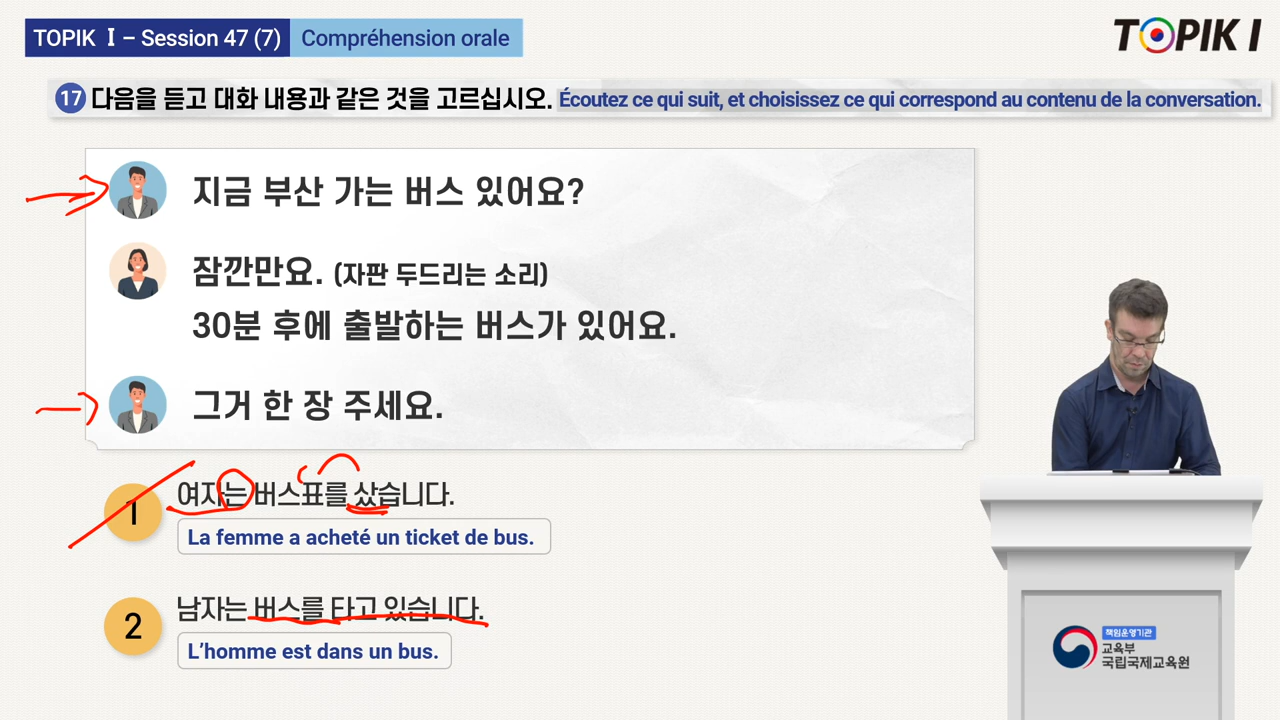 TOPIK Ⅰ – Session 47 (7) Compréhension orale
TOPIK I
17 다음을 듣고 대화 내용과 같은 것을 고르십시오. Écoutez ce qui suit, et choisissez ce qui correspond au contenu de la conversation.
지금 부산 가는 버스 있어요?
잠깐만요. (자판 두드리는 소리)
30분 후에 출발하는 버스가 있어요.
그거 한 장 주세요.
1 여자는 버스표를 샀습니다.
La femme a acheté un ticket de bus.
2 남자는 버스를 타고 있습니다.
L’homme est dans un bus.
책임운영기관
교육부
국립국제교육원